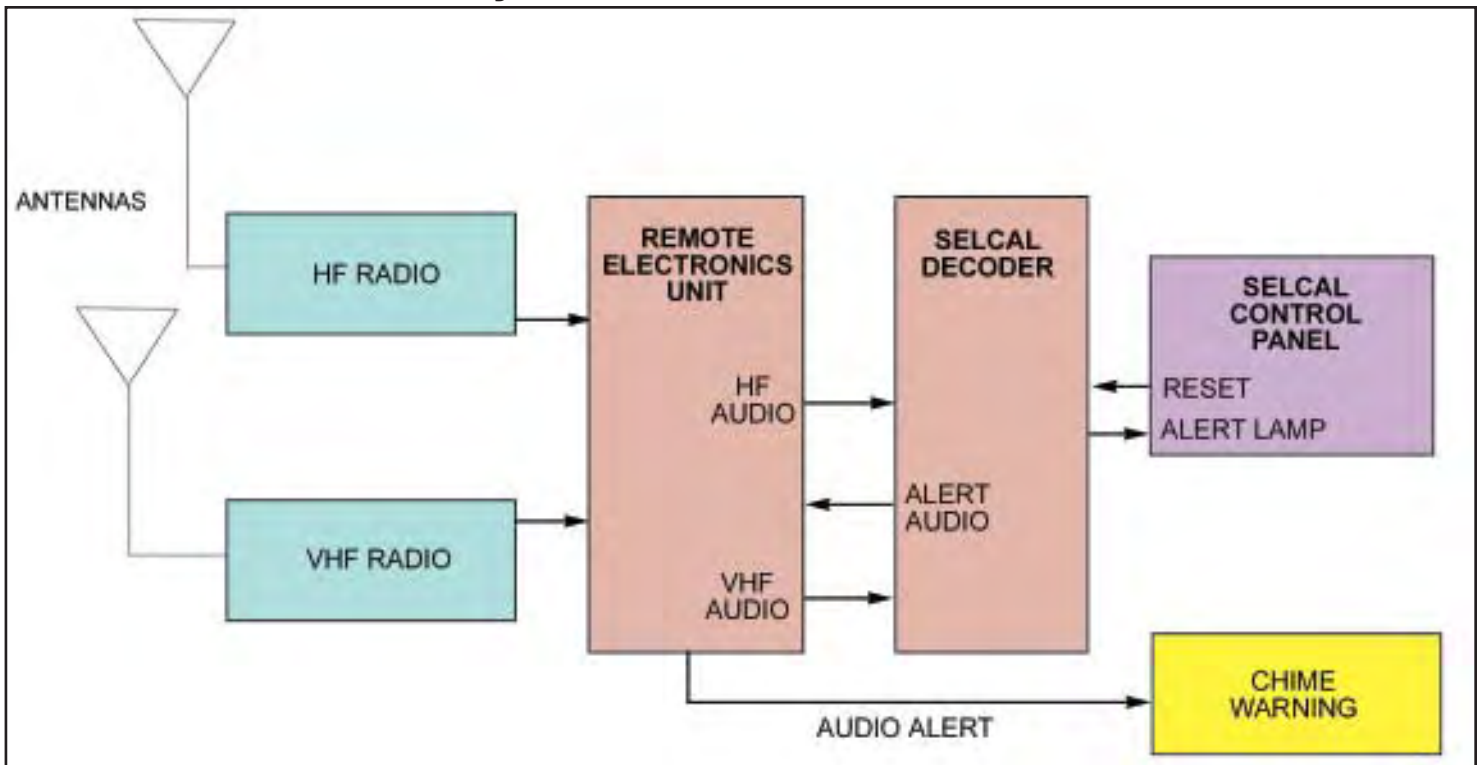 ANTENNAS
HF RADIO
VHF RADIO
REMOTE
ELECTRONICS
UNIT
HF
AUDIO
VHF
AUDIO
SELCAL
DECODER
ALERT
AUDIO
SELCAL
CONTROL
PANEL
RESET
ALERT LAMP
AUDIO ALERT
CHIME
WARNING